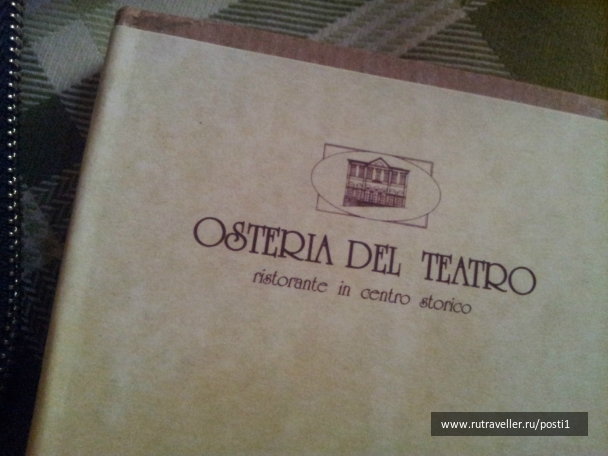 OSTERIA DEL TEATRO
ristorante in centro storico
www.rutraveller.ru/posti1